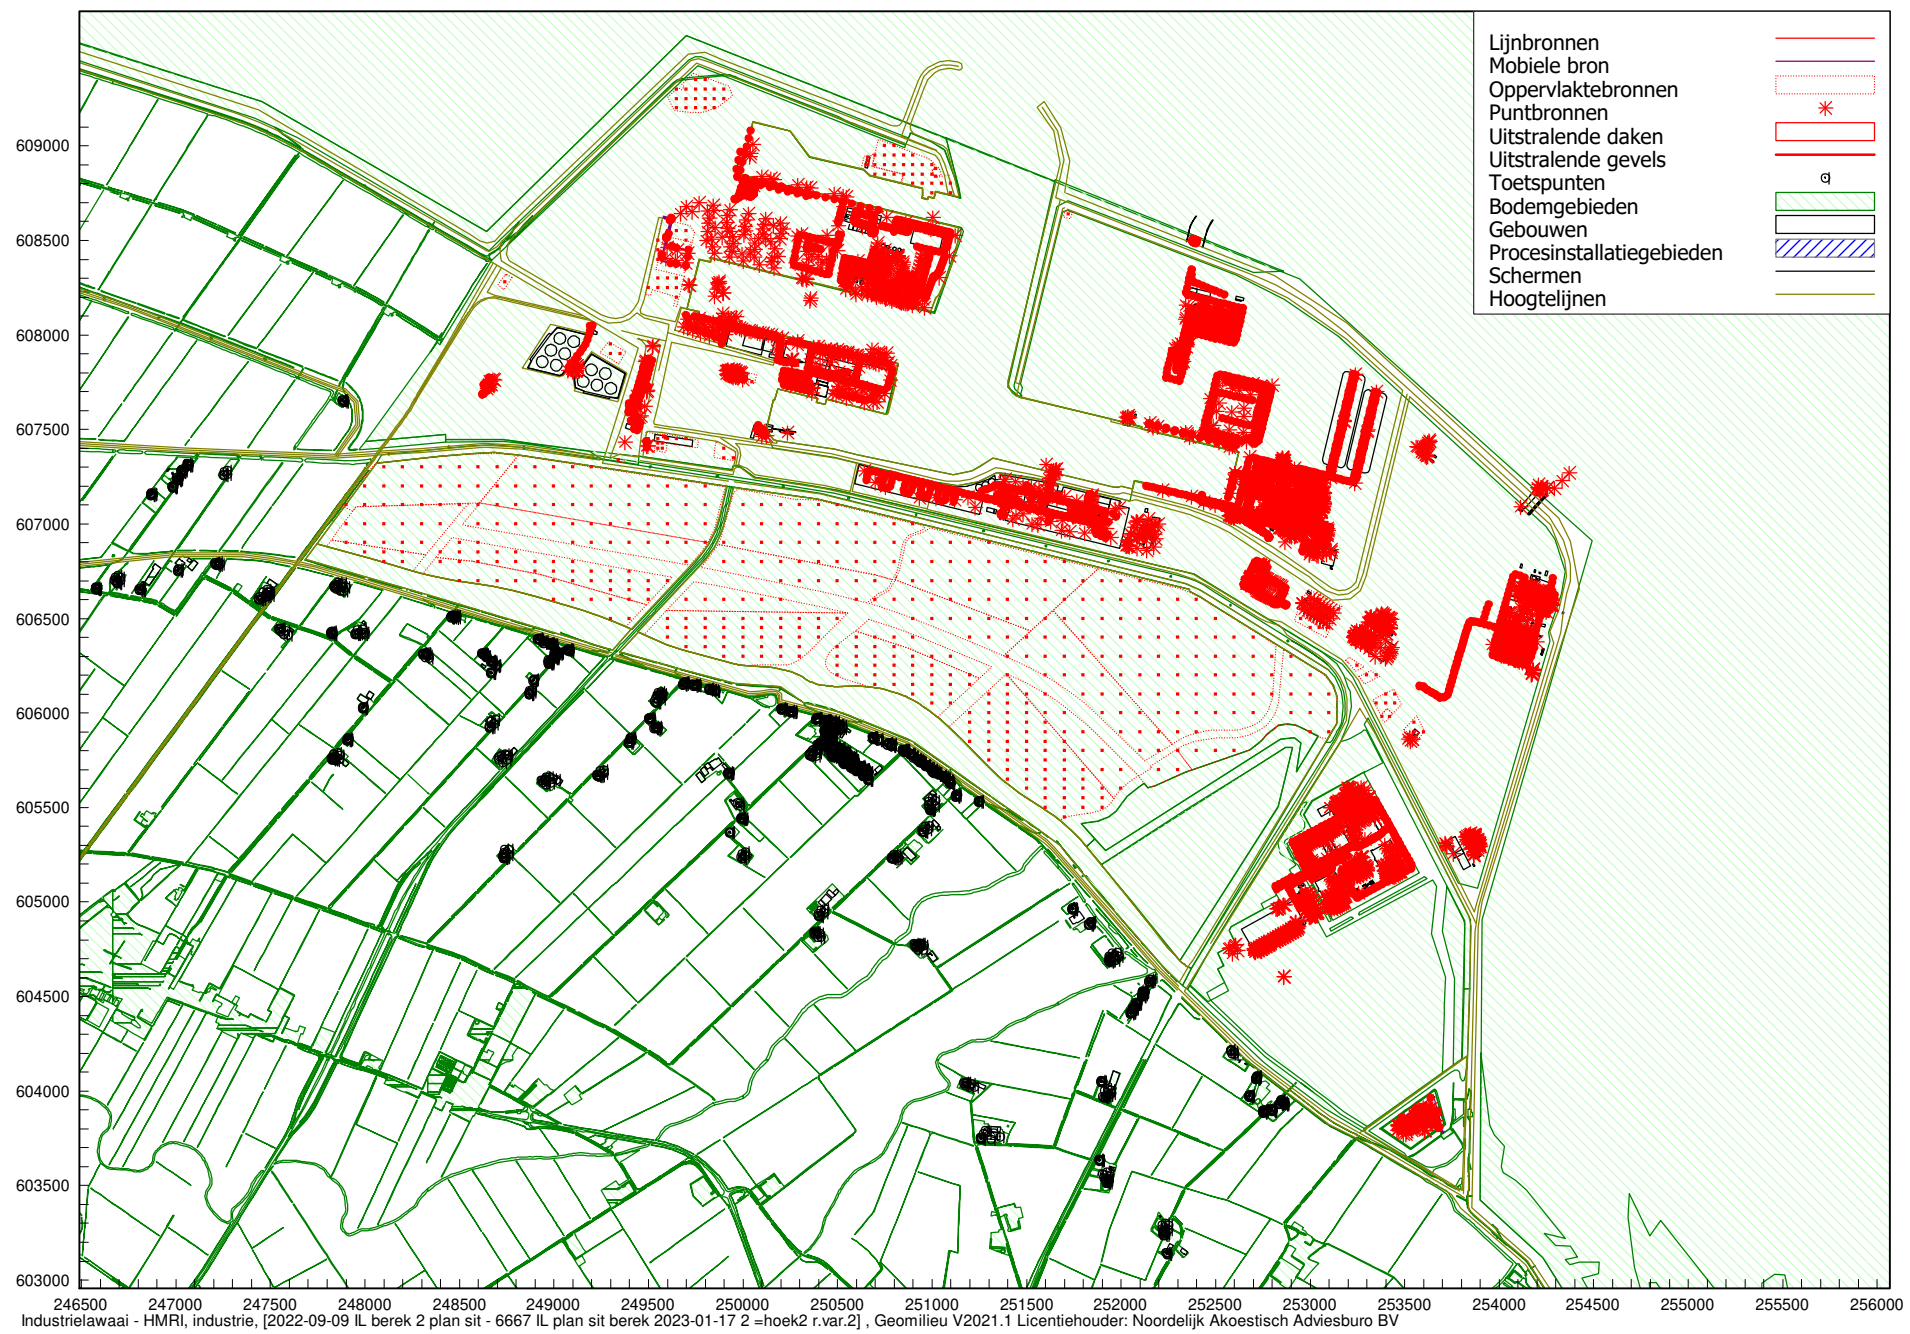 Lijnbronnen
Mobiele bron
Oppervlaktebronnen
Puntbronnen
Uitstralende daken
Uitstralende gevels
Toetspunten
Bodemgebieden
Gebouwen
Procesinstallatiegebieden
Schermen
Hoogtelijnen
609000
608500
608000
607500
607000
606500
606000
605500
605000
604500
604000
603500
603000
246500 247000 247500 248000 248500 249000 249500 250000 250500 251000 251500 252000 252500 253000 253500 254000 254500 255000 255500 256000
Industrielawaai - HMRI, industrie, [2022-09-09 IL berek 2 plan sit - 6667 IL plan sit berek 2023-01-17 2 =hoek2 r.var.2] , Geomilieu V2021.1 Licentiehouder: Noordelijk Akoestisch Adviesburo BV